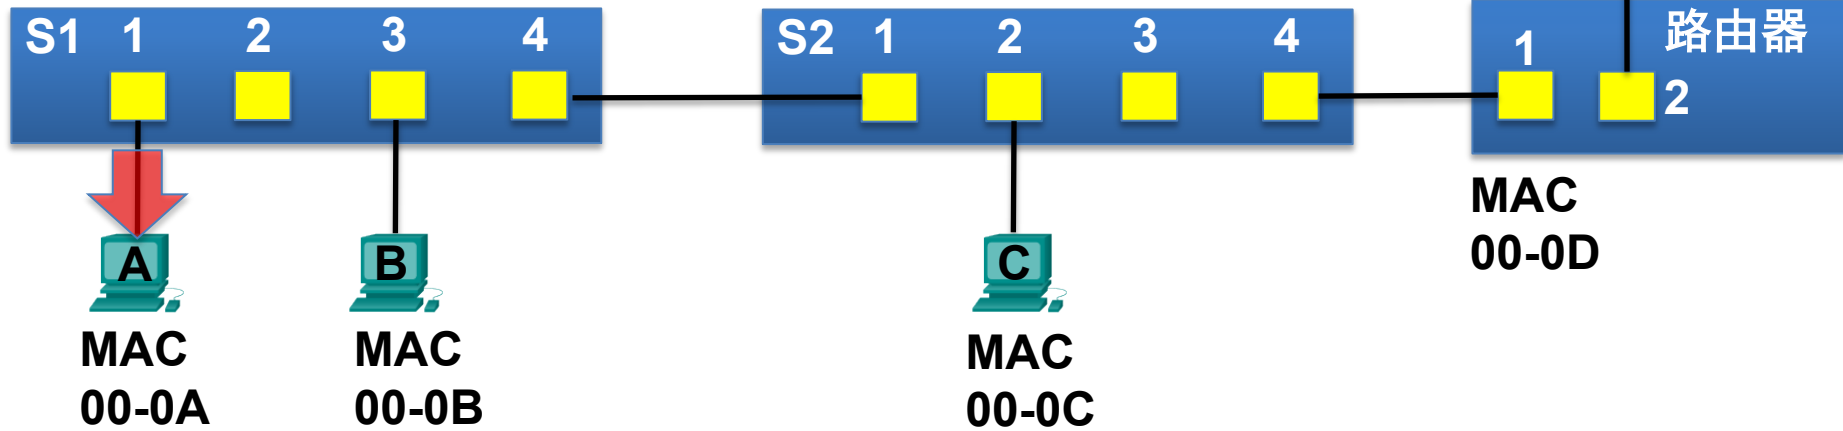 S1 1 2 3 4
S2 1 2 3 4
1 路由器
2
A
B
C
MAC
00-0A
MAC
00-0B
MAC
00-0C
MAC
00-0D